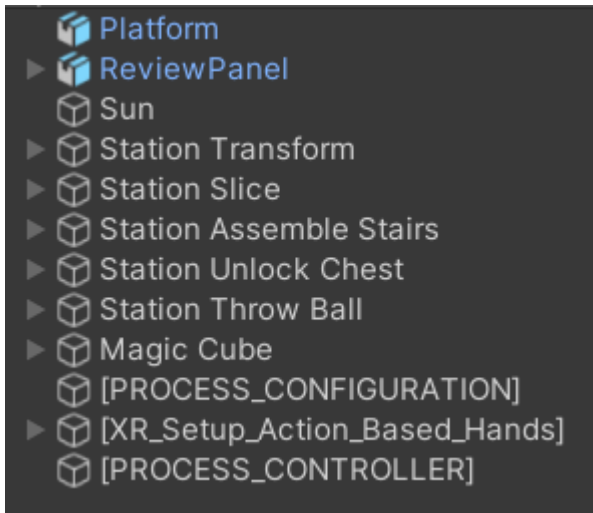 Platform
ReviewPanel
Sun
Station Transform
Station Slice
Station Assemble Stairs
Station Unlock Chest
Station Throw Ball
Magic Cube
[PROCESS_CONFIGURATION]
[XR_Setup_Action_Based_Hands]
[PROCESS_CONTROLLER]